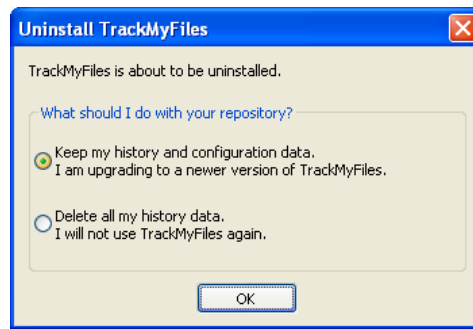 Uninstall TrackMyFiles
TrackMyFiles is about to be uninstalled.
What should I do with your repository?
Keep my history and configuration data.
I am upgrading to a newer version of TrackMyFiles.
Delete all my history data.
I will not use TrackMyFiles again.
OK